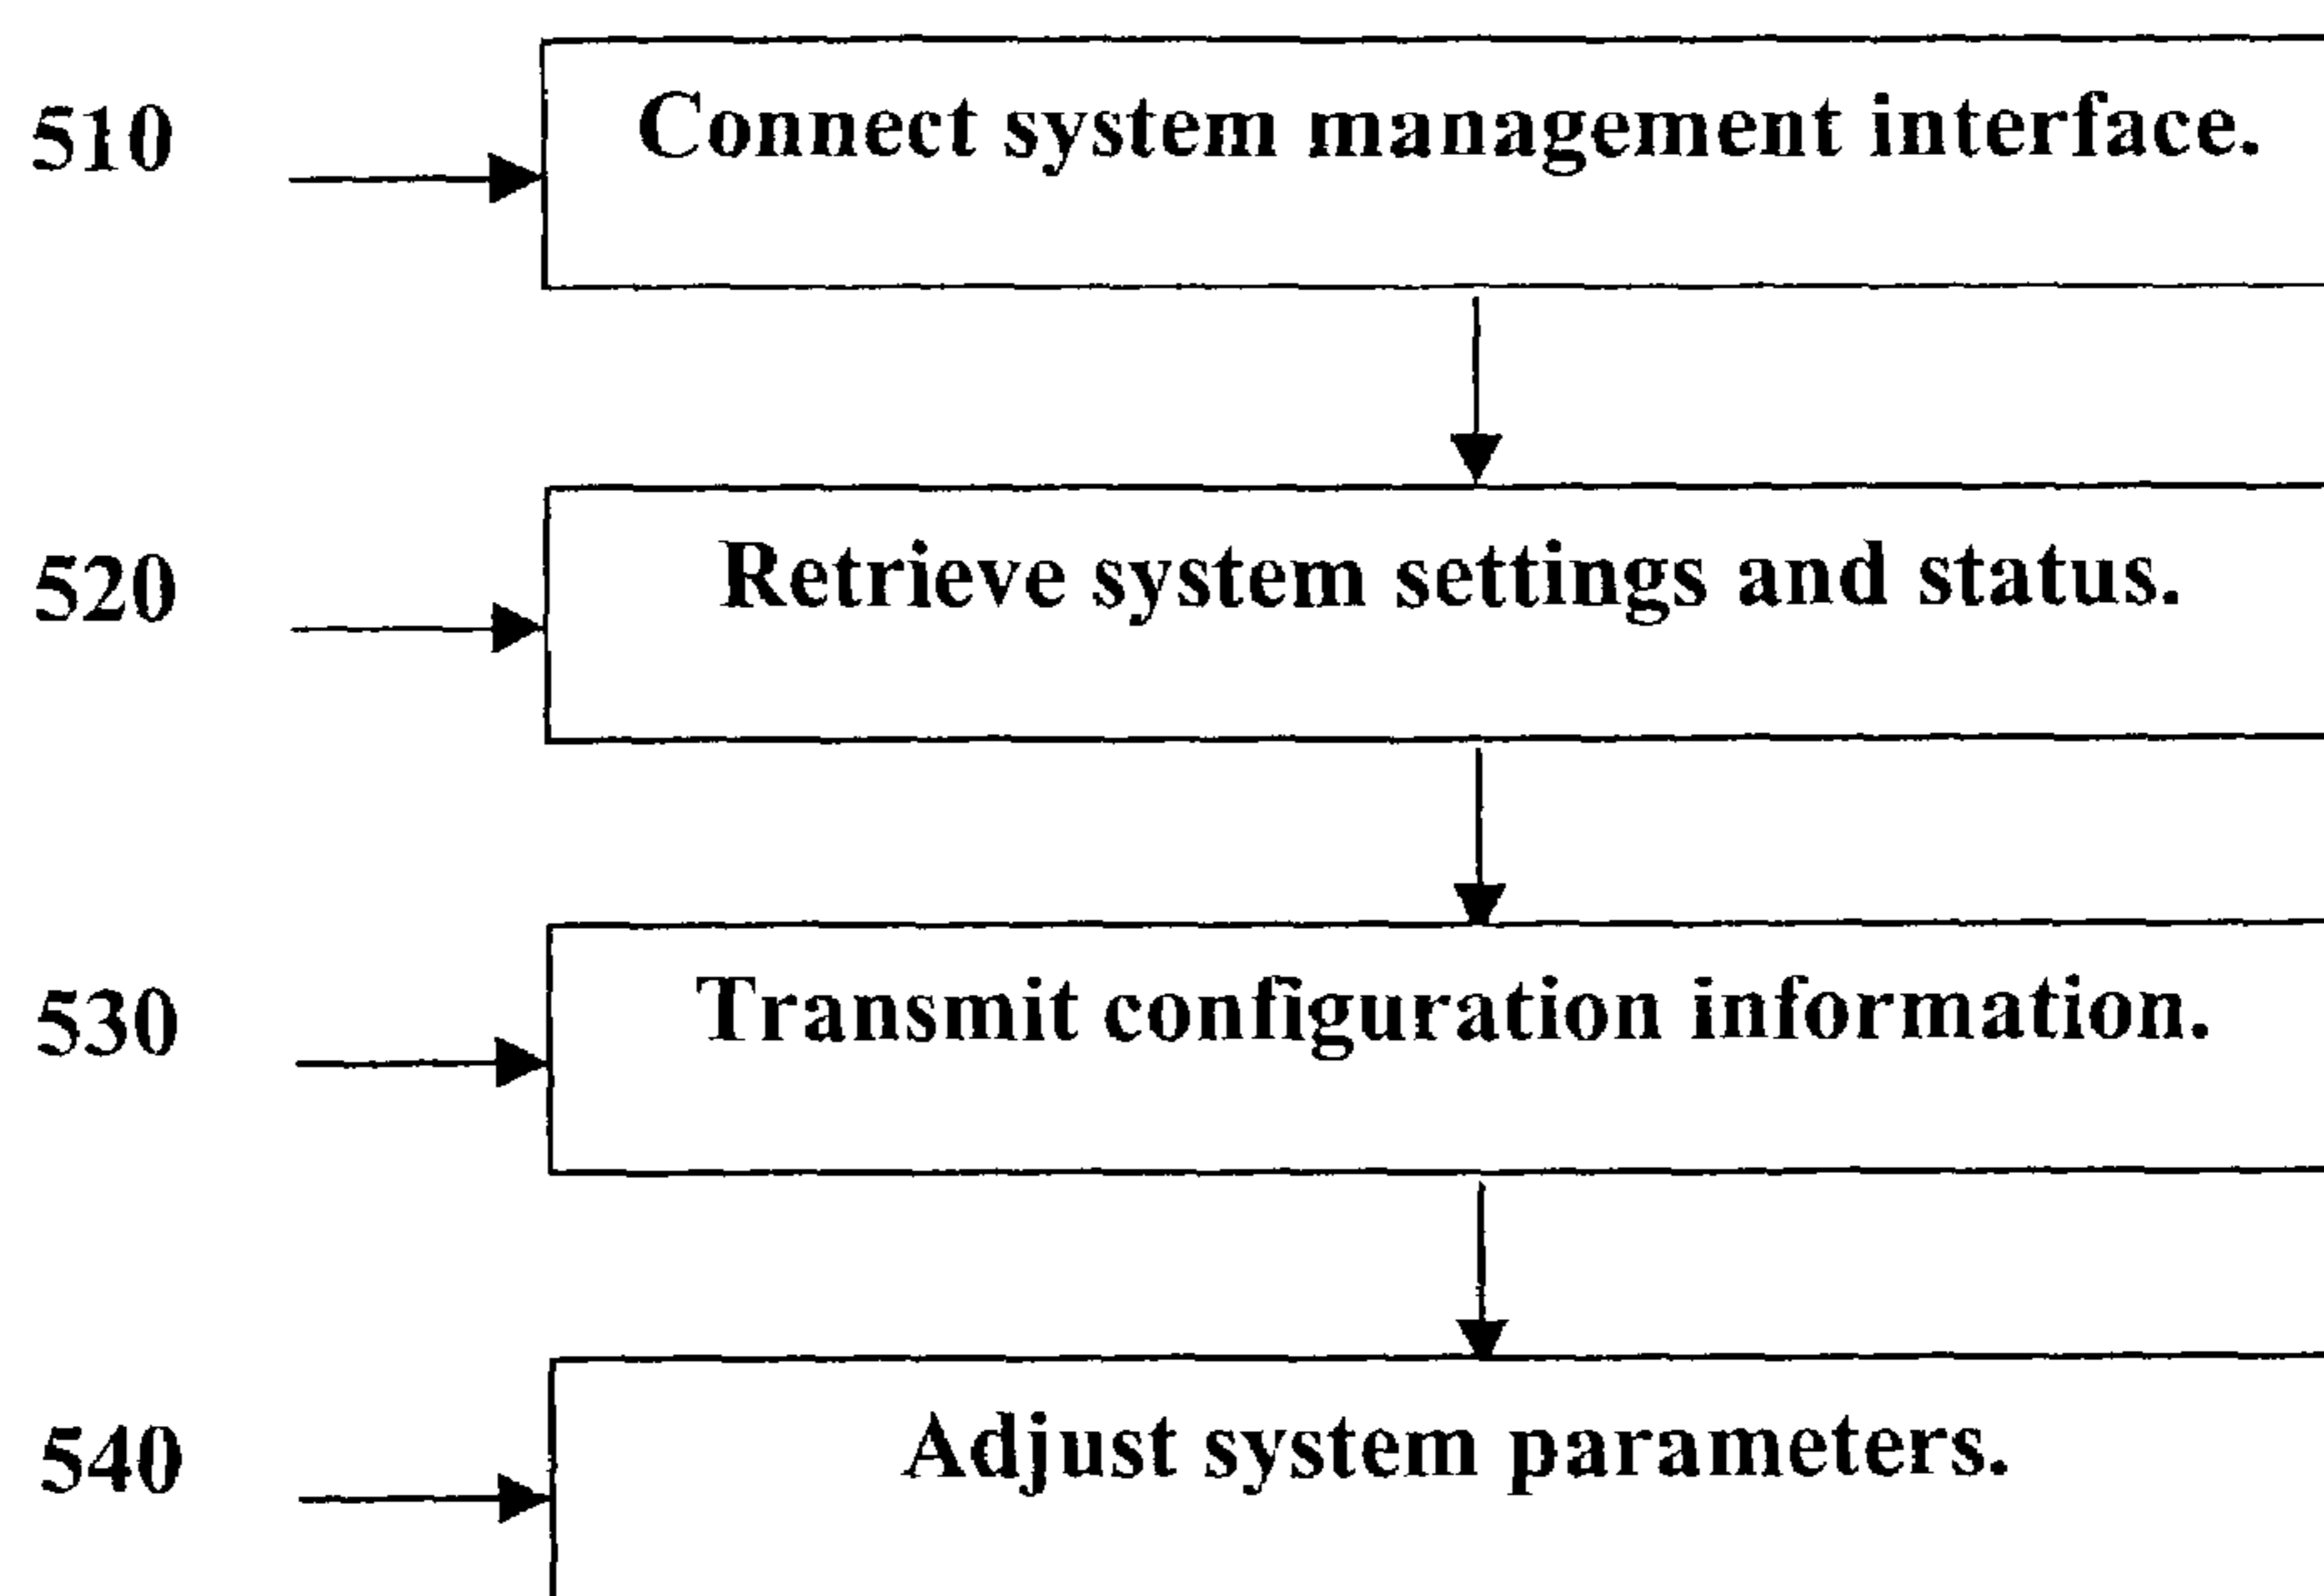 510
Connect system management interface.
520
Retrieve system settings and status.
530
Transmit configuration information.
540
Adjust system parameters.